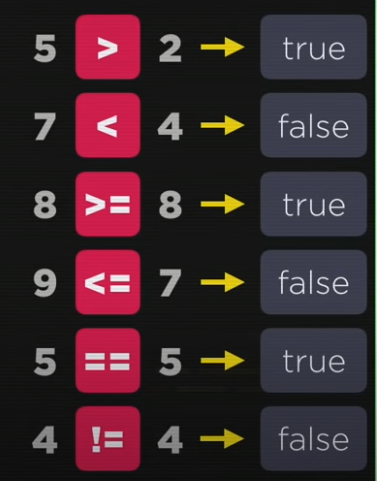 5 > 2 → true
7 < 4 → false
8 >= 8 → true
9 <= 7 → false
5 == 5 → true
4 != 4 → false